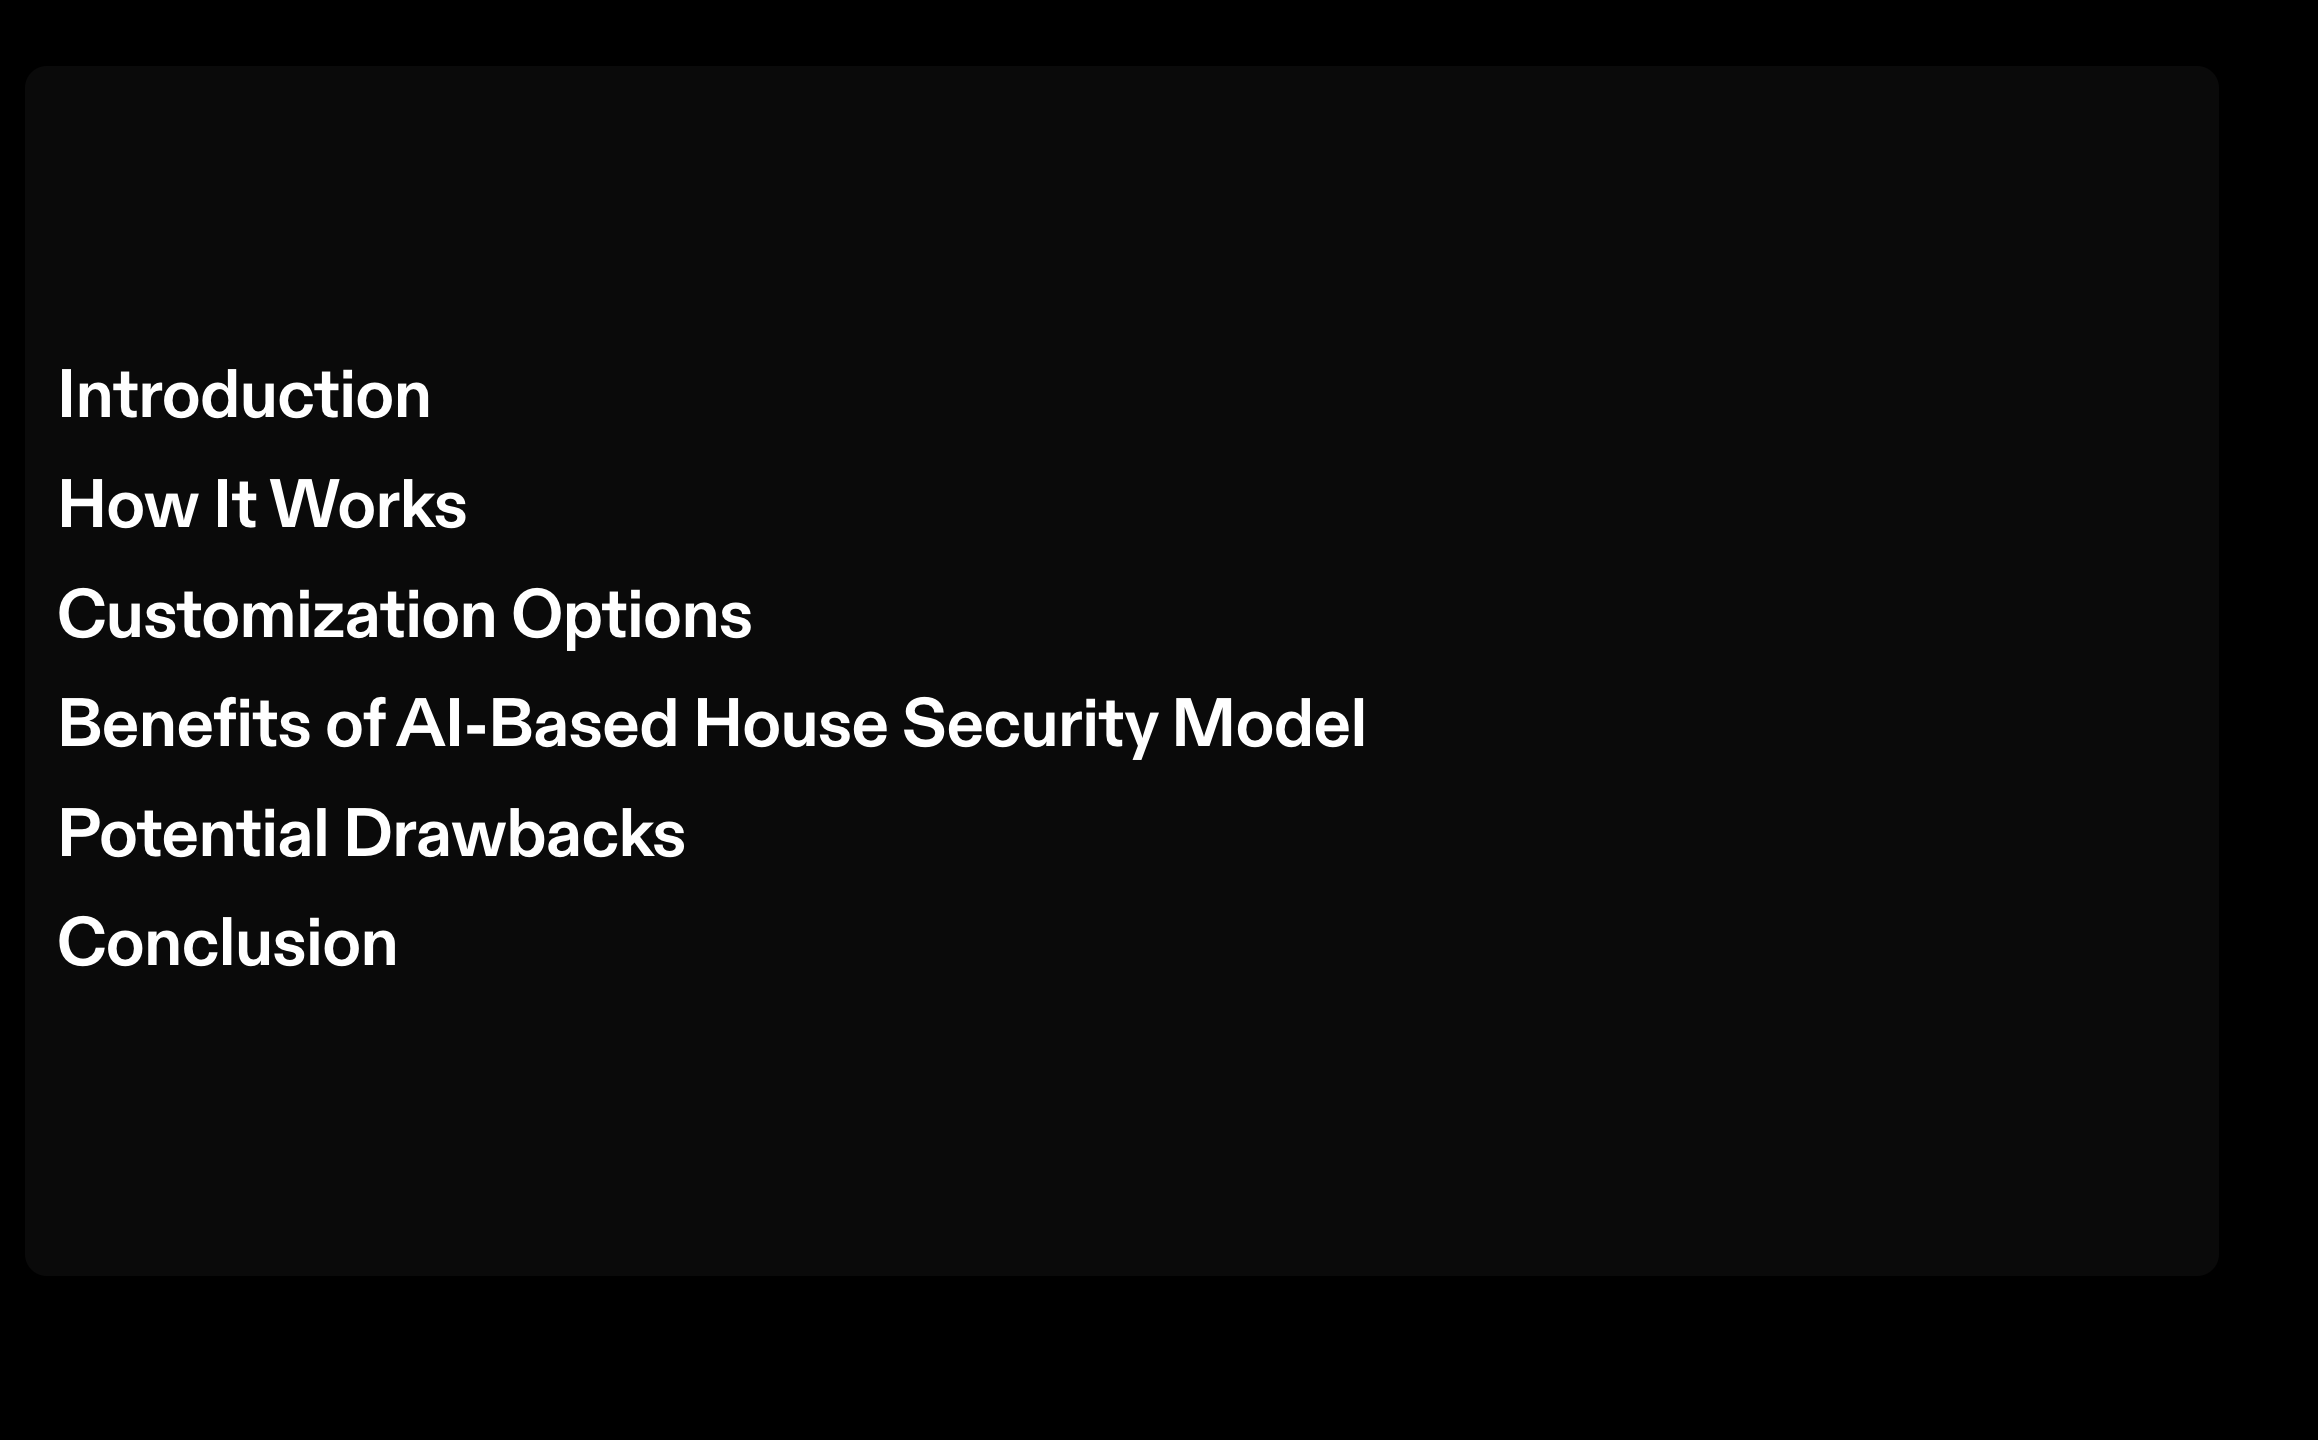 Introduction
How It Works
Customization Options
Benefits of AI-Based House Security Model
Potential Drawbacks
Conclusion